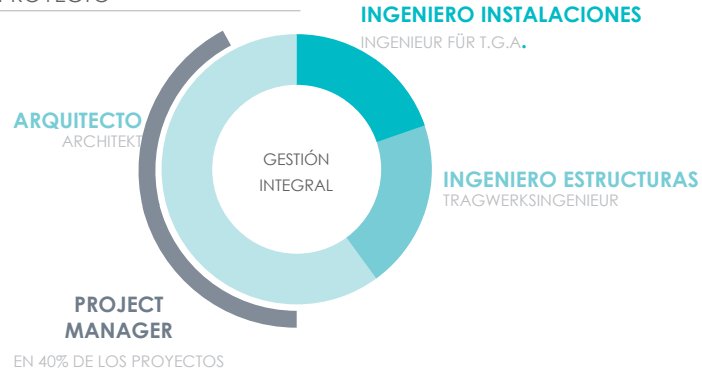 INGENIERO INSTALACIONES
INGENIEUR FÜR T.G.A.
ARQUITECTO
ARCHITEKT
GESTIÓN
INTEGRAL
INGENIERO ESTRUCTURAS
TRAGWERKSINGENIEUR
PROJECT
MANAGER
EN 40% DE LOS PROYECTOS